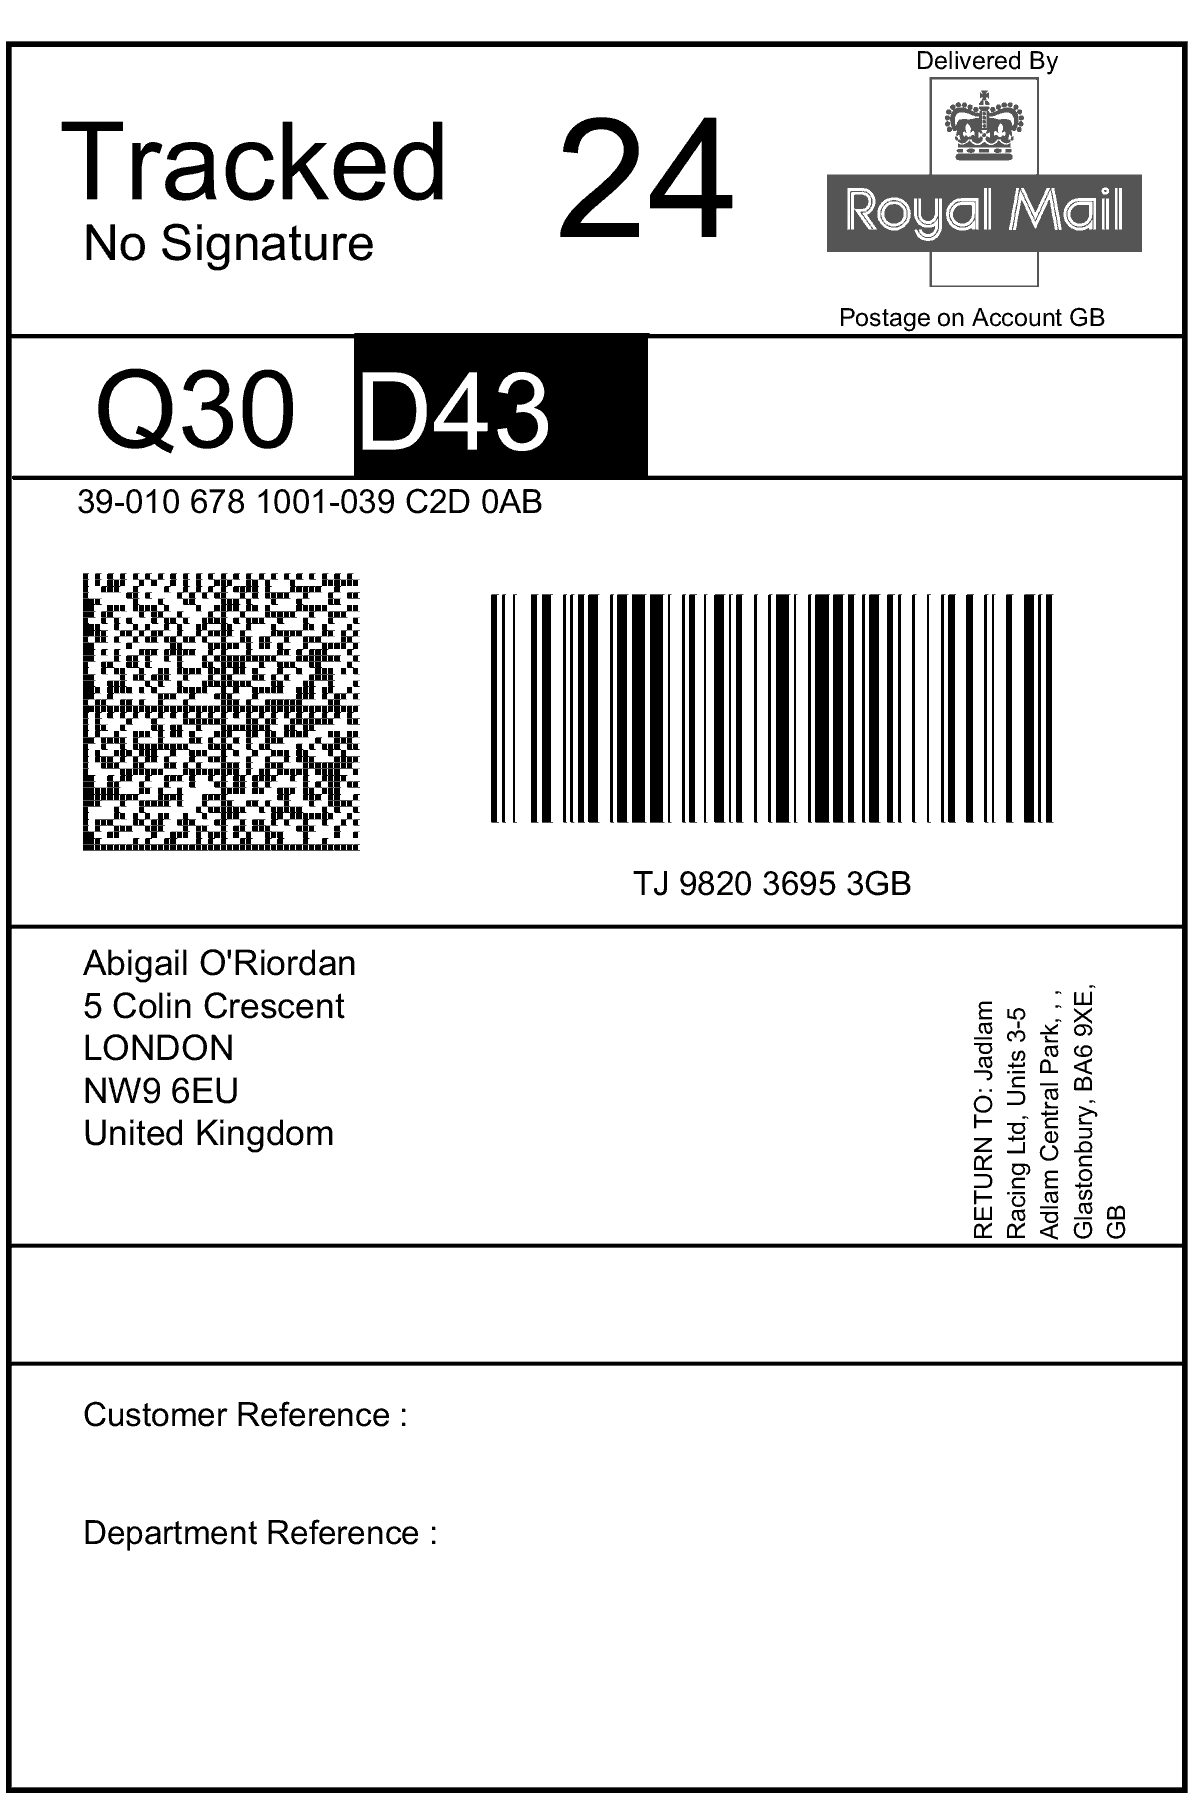 Delivered By
Tracked 24
No Signature
Royal Mail
Postage on Account GB
Q30 D43
39-010 678 1001-039 C2D 0AB
TJ 9820 3695 3GB
Abigail O'Riordan
5 Colin Crescent
LONDON
NW9 6EU
United Kingdom
RETURN TO: Jadlam
Racing Ltd, Units 3-5
Adlam Central Park, , ,
Glastonbury, BA6 9XE,
GB
Customer Reference :
Department Reference :